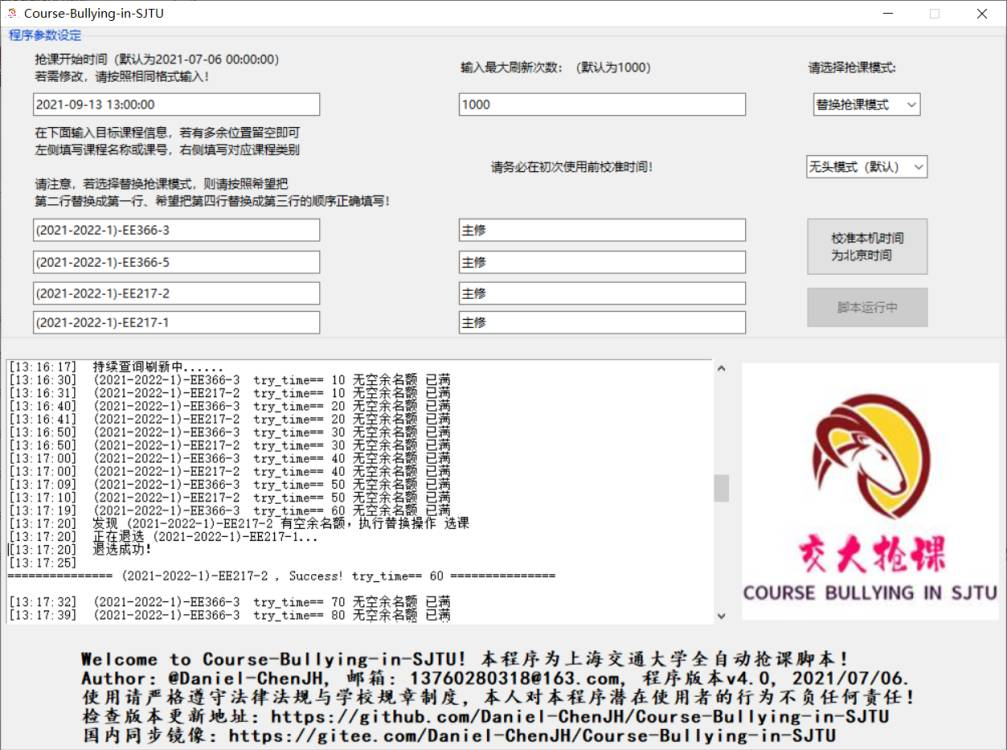 Course-Bullying-in-SJTU
程序参数设定
抢课开始时间（默认为2021-07-06 00:00:00）
若需修改，请按照相同格式输入！
输入最大刷新次数：（默认为1000）
请选择抢课模式:
2021-09-13 13:00:00
1000
替换抢课模式
在下面输入目标课程信息，若有多余位置留空即可
左侧填写课程名称或课号，右侧填写对应课程类别
请务必在初次使用前校准时间！
无头模式（默认）
请注意，若选择替换抢课模式，则请按照希望把
第二行替换成第一行、希望把第四行替换成第三行的顺序正确填写！
(2021-2022-1)-EE366-3
主修
校准本机时间
为北京时间
(2021-2022-1)-EE366-5
主修
(2021-2022-1)-EE217-2
主修
脚本运行中
(2021-2022-1)-EE217-1
主修
[13:16:17] 持续查询刷新中......
[13:16:30] (2021-2022-1)-EE366-3 try_time== 10 无空余名额 已满
[13:16:31] (2021-2022-1)-EE217-2 try_time== 10 无空余名额 已满
[13:16:40] (2021-2022-1)-EE366-3 try_time== 20 无空余名额 已满
[13:16:41] (2021-2022-1)-EE217-2 try_time== 20 无空余名额 已满
[13:16:50] (2021-2022-1)-EE366-3 try_time== 30 无空余名额 已满
[13:16:50] (2021-2022-1)-EE217-2 try_time== 30 无空余名额 已满
[13:17:00] (2021-2022-1)-EE366-3 try_time== 40 无空余名额 已满
[13:17:00] (2021-2022-1)-EE217-2 try_time== 40 无空余名额 已满
[13:17:09] (2021-2022-1)-EE366-3 try_time== 50 无空余名额 已满
[13:17:10] (2021-2022-1)-EE217-2 try_time== 50 无空余名额 已满
[13:17:19] (2021-2022-1)-EE366-3 try_time== 60 无空余名额 已满
[13:17:20] 发现 (2021-2022-1)-EE217-2 有空余名额，执行替换操作 选课
[13:17:20] 正在退选 (2021-2022-1)-EE217-1...
[13:17:20] 退选成功!
[13:17:25]
=============== (2021-2022-1)-EE217-2 , Success! try_time== 60 ===============
[13:17:32] (2021-2022-1)-EE366-3 try_time== 70 无空余名额 已满
[13:17:39] (2021-2022-1)-EE366-3 try_time== 80 无空余名额 已满
交大抢课
COURSE BULLYING IN SJTU
Welcome to Course-Bullying-in-SJTU! 本程序为上海交通大学全自动抢课脚本!
Author: @Daniel-ChenJH, 邮箱: 13760280318@163.com, 程序版本v4.0, 2021/07/06.
使用请严格遵守法律法规与学校规章制度, 本人对本程序潜在使用者的行为不负任何责任!
检查版本更新地址: https://github.com/Daniel-ChenJH/Course-Bullying-in-SJTU
国内同步镜像: https://gitee.com/Daniel-ChenJH/Course-Bullying-in-SJTU